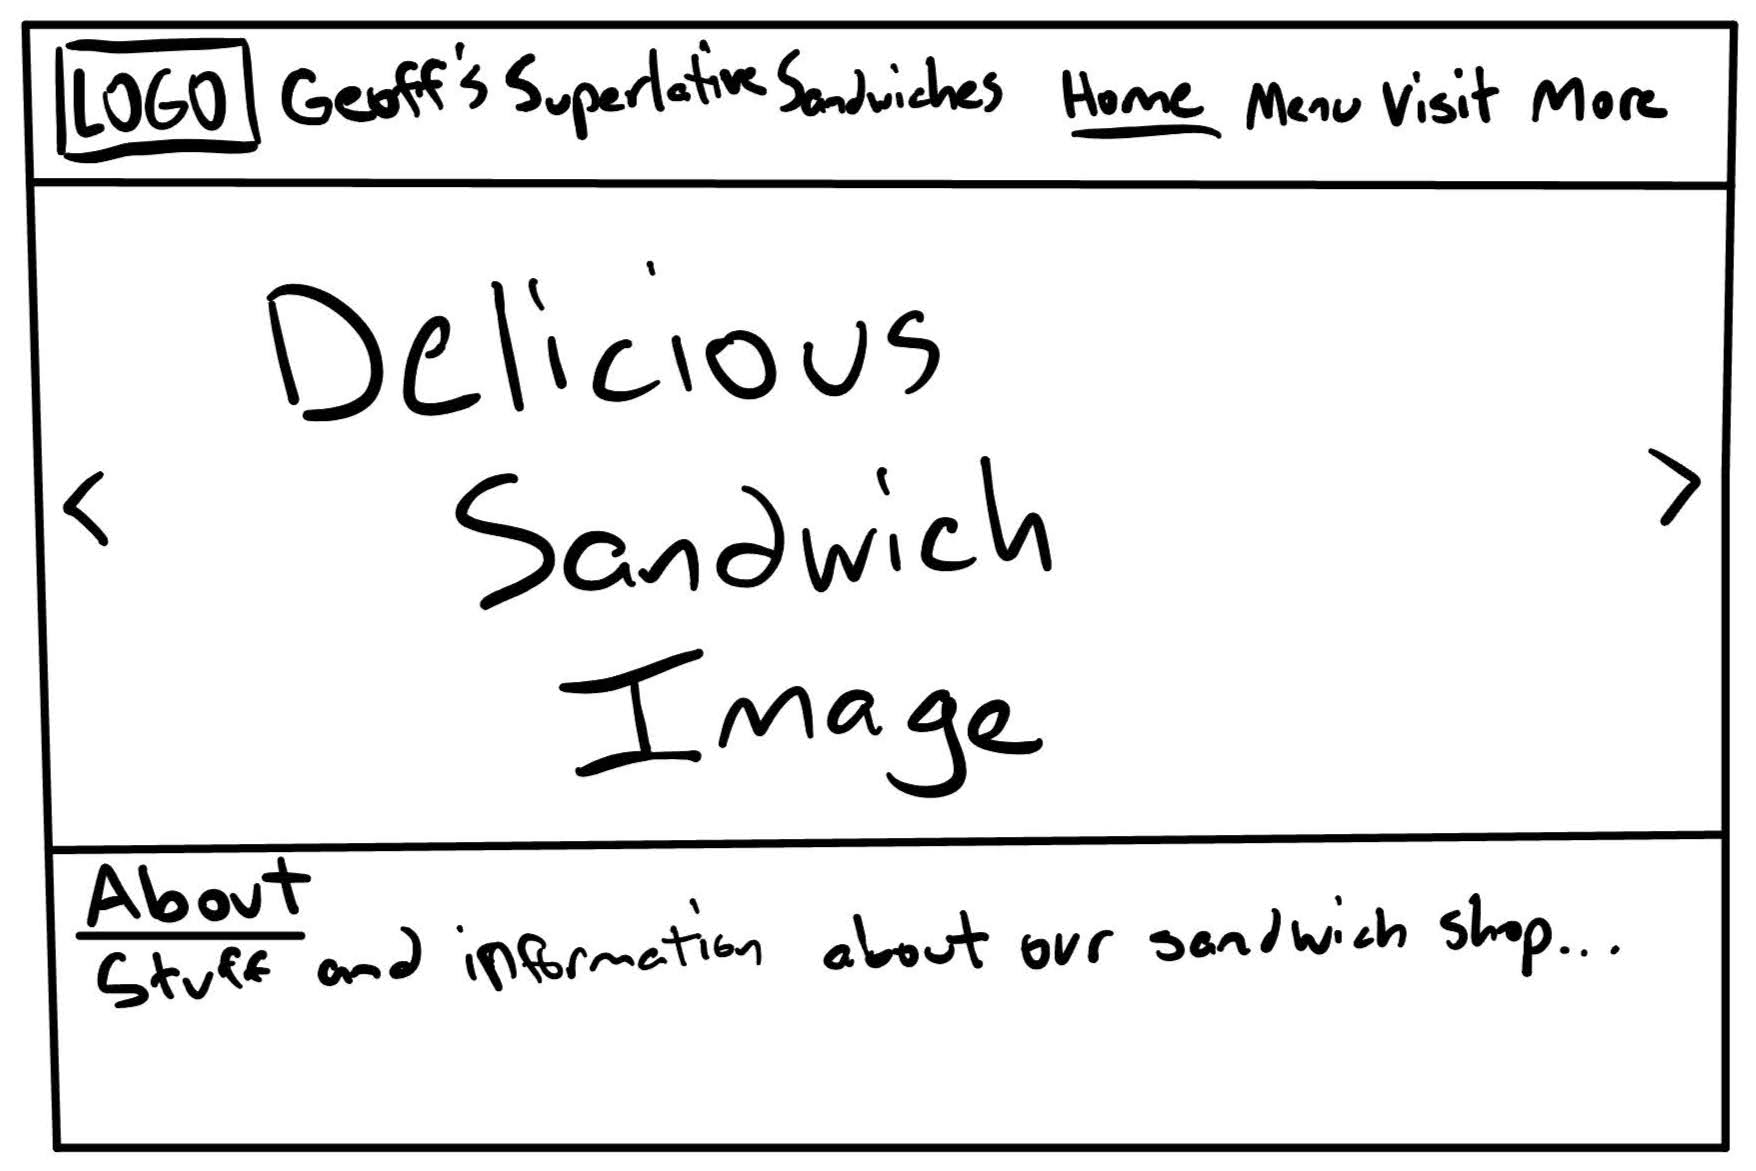 LOGO Geoff's Superlative Sandwiches Home Menu Visit More
Delicious
< >
Sandwich
Image
About
Stuff and information about our sandwich shop...